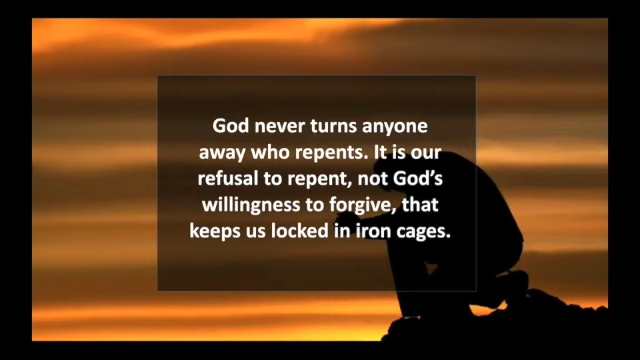 God never turns anyone
away who repents. It is our
refusal to repent, not God's
willingness to forgive, that
keeps us locked in iron cages.